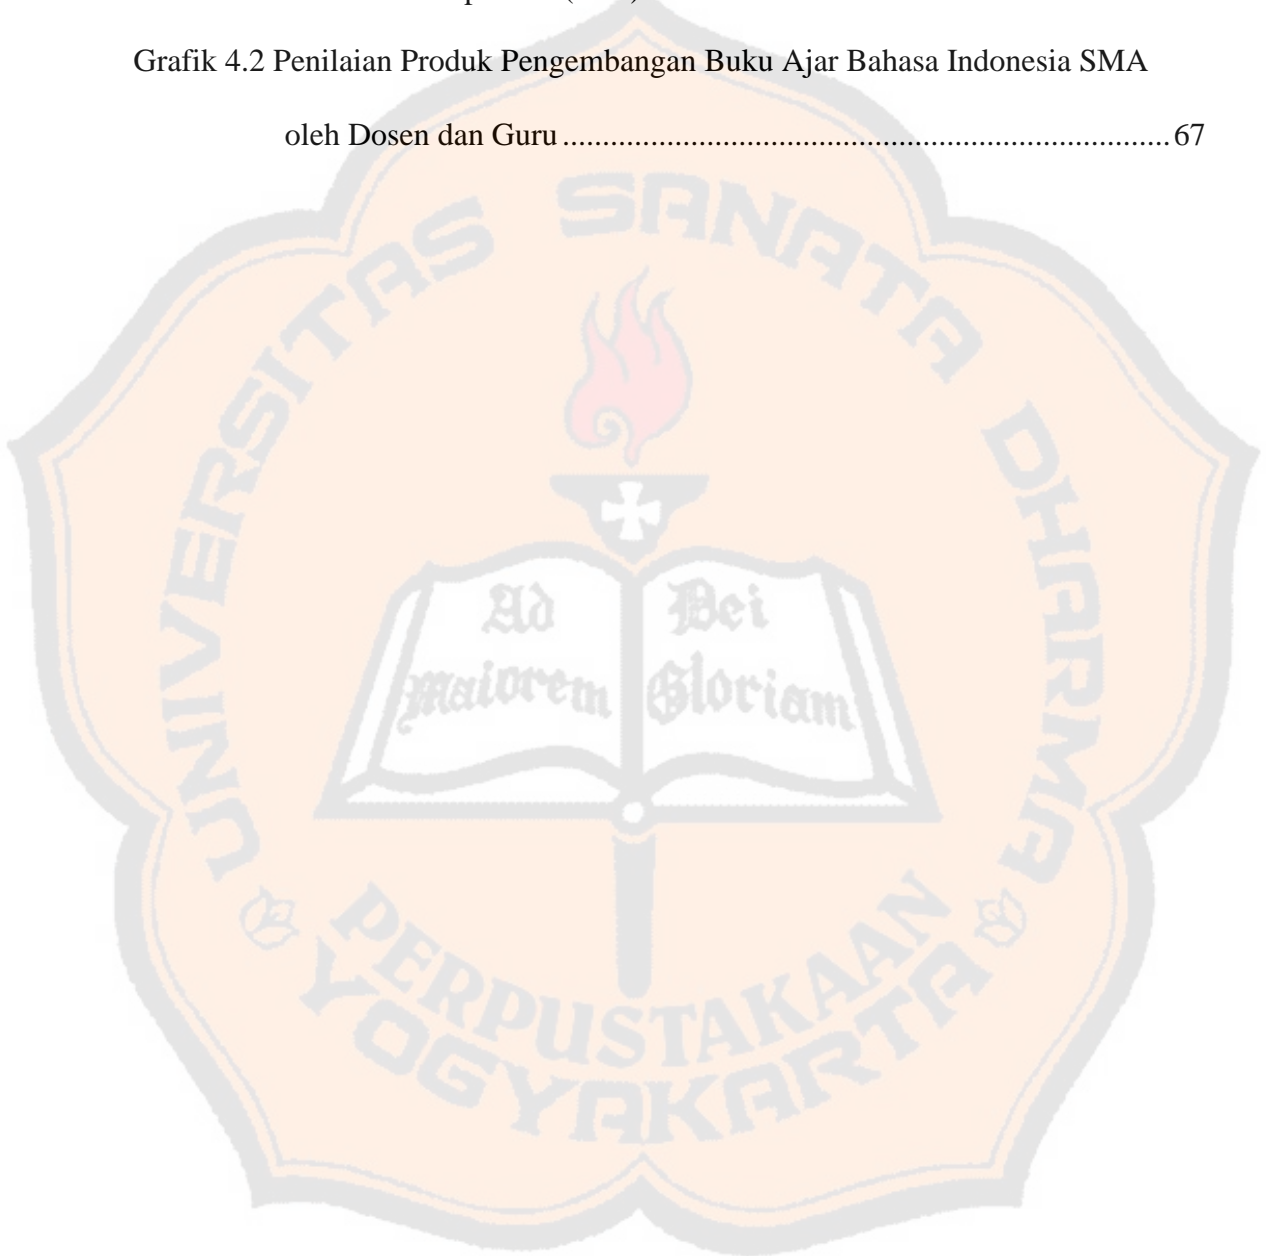 Grafik 4.2 Penilaian Produk Pengembangan Buku Ajar Bahasa Indonesia SMA
oleh Dosen dan Guru ........................................................................... 67
UNIVERSITAS SANATA DHARMA
Ad Dei
maiorem Gloriam
PERPUSTAKAAN
YOGYAKARTA